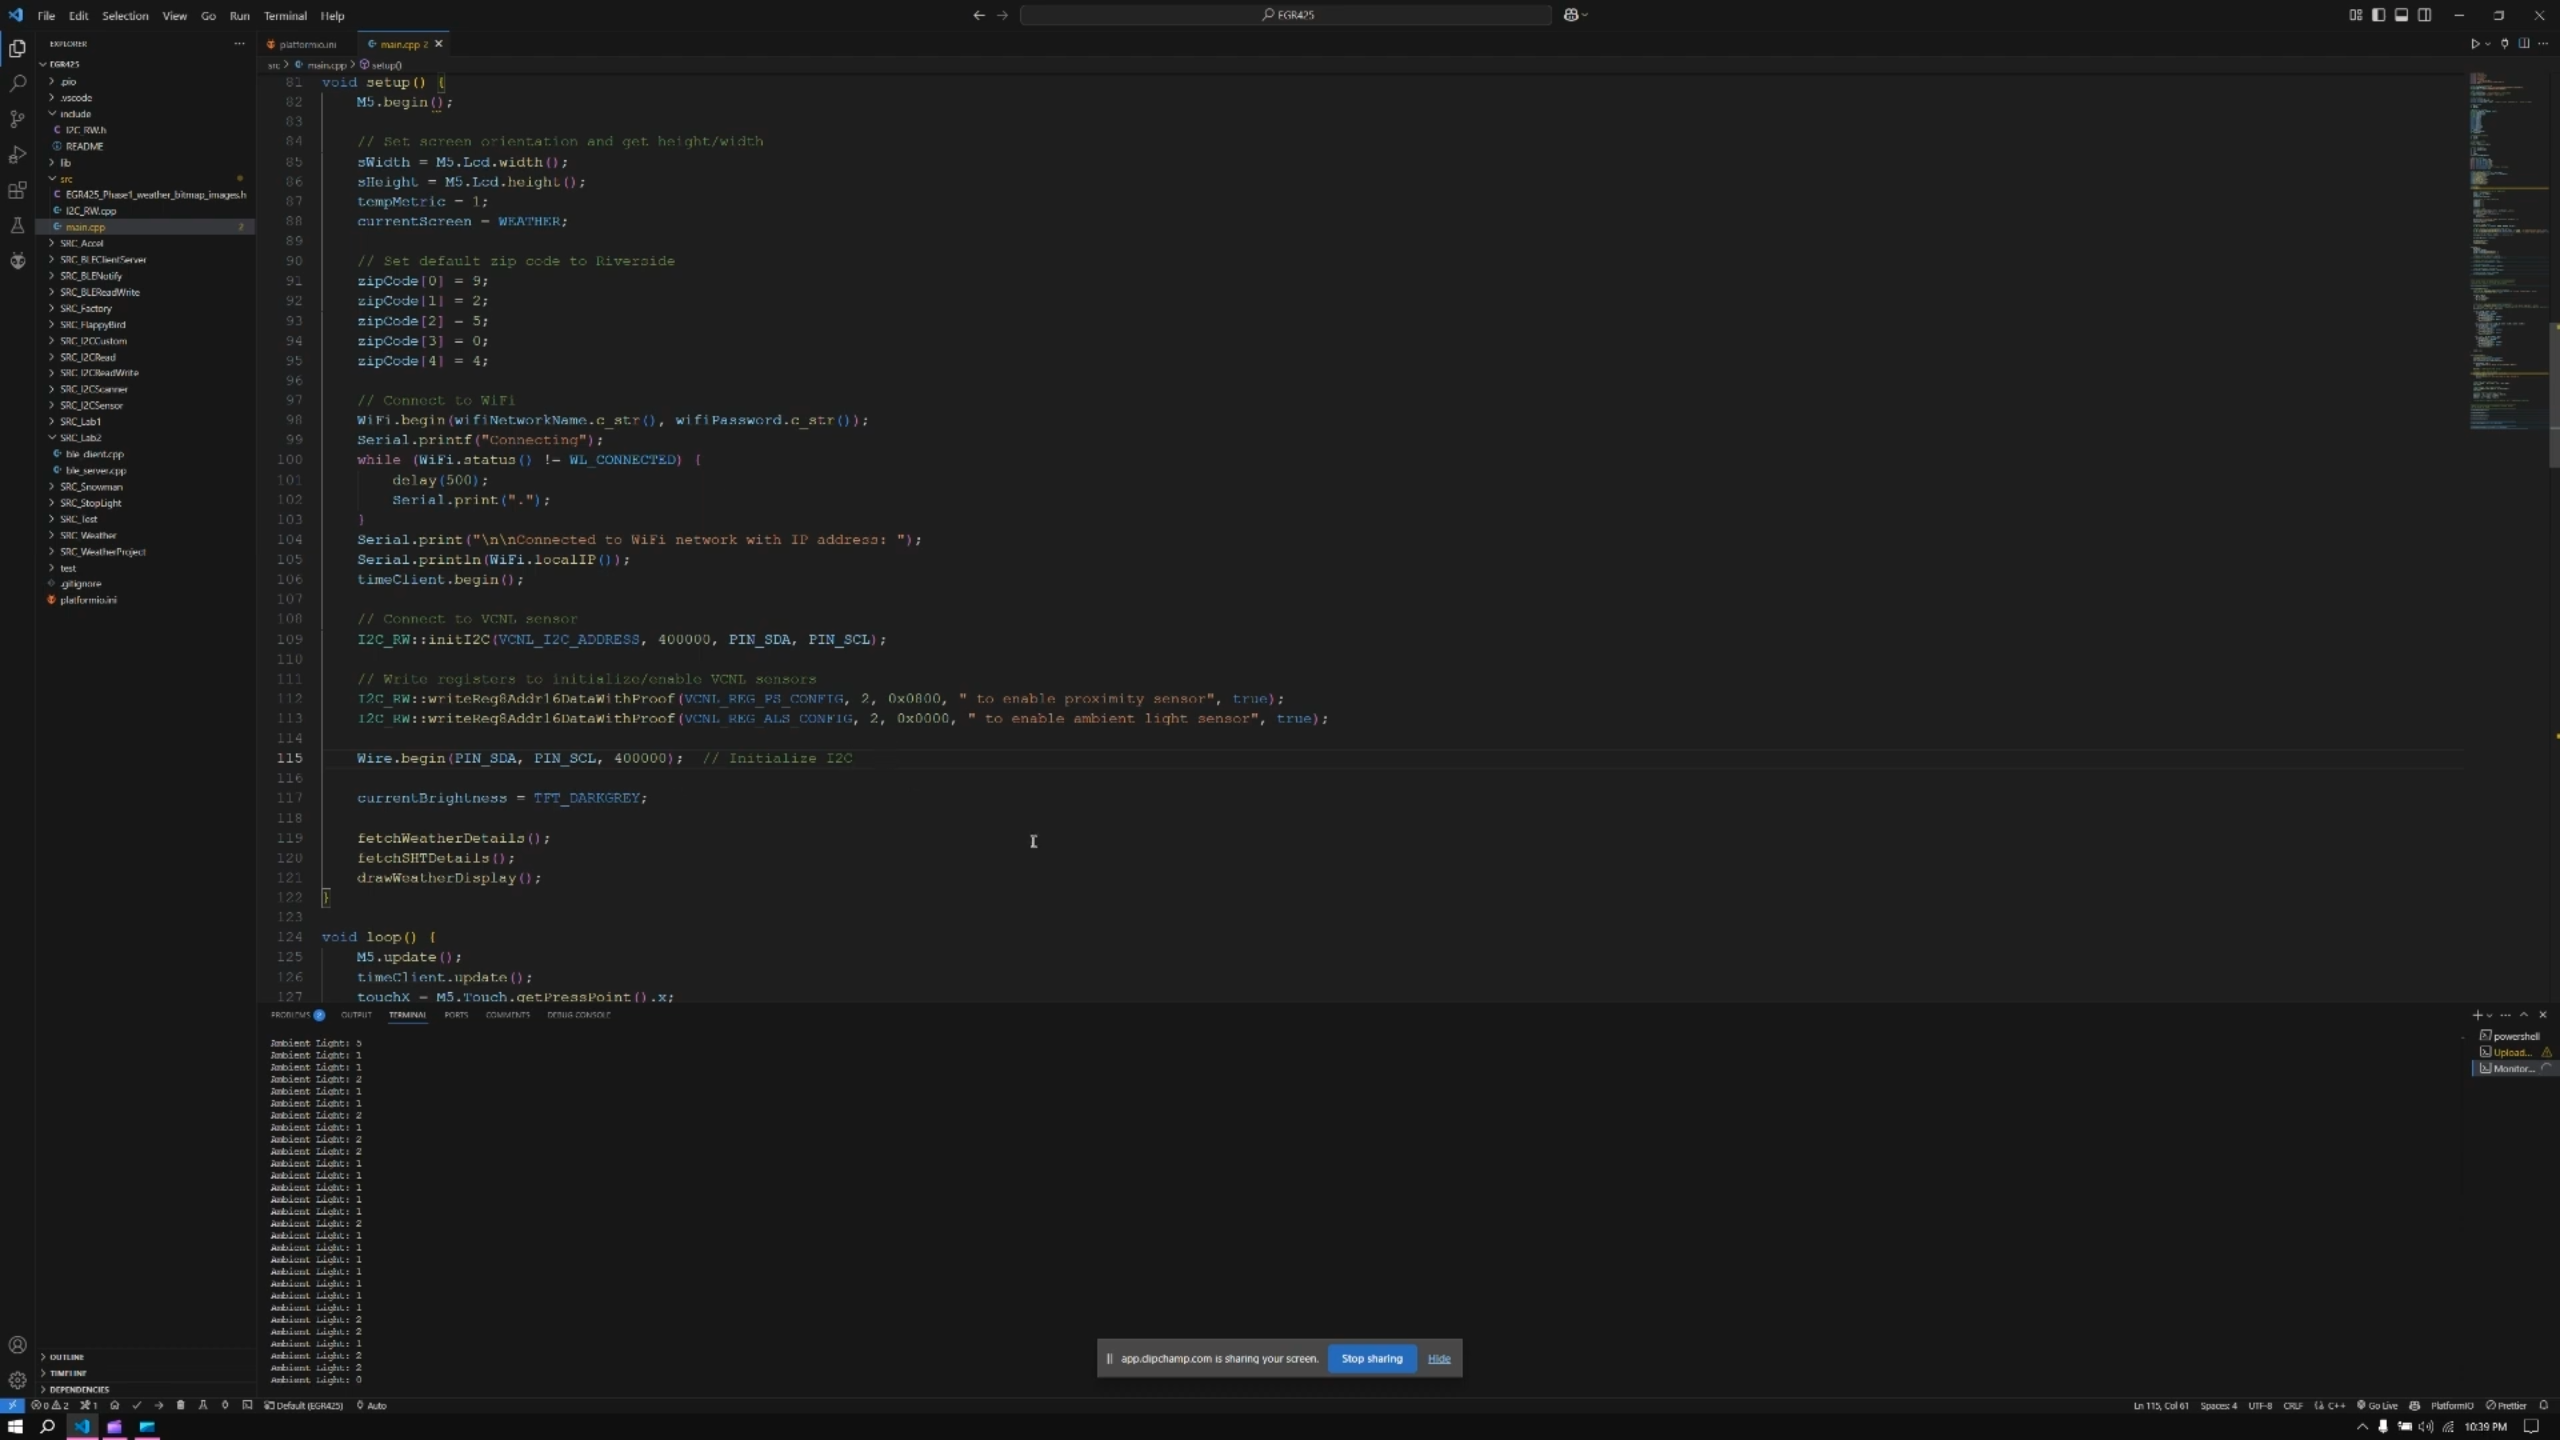 File Edit Selection View Go Run Terminal Help
EGR425
EXPLORER
EGR425
.pio
.vscode
include
I2C_RW.h
README
lib
src
EGR425_Phase1_weather_bitmap_images.h
I2C_RW.cpp
main.cpp 2
SRC_Accel
SRC_BLEClientServer
SRC_BLENotify
SRC_BLEReadWrite
SRC_Factory
SRC_FlappyBird
SRC_I2CCustom
SRC_I2CRead
SRC_I2CReadWrite
SRC_I2CScanner
SRC_I2CSensor
SRC_Lab1
SRC_Lab2
ble_client.cpp
ble_server.cpp
SRC_Snowman
SRC_StopLight
SRC_Test
SRC_Weather
SRC_WeatherProject
test
.gitignore
platformio.ini
OUTLINE
TIMELINE
DEPENDENCIES
platformio.ini main.cpp 2
src > main.cpp > setup()
81 void setup() {
82 M5.begin();
83
84 // Set screen orientation and get height/width
85 sWidth = M5.Lcd.width();
86 sHeight = M5.Lcd.height();
87 tempMetric = 1;
88 currentScreen = WEATHER;
89
90 // Set default zip code to Riverside
91 zipCode[0] = 9;
92 zipCode[1] = 2;
93 zipCode[2] = 5;
94 zipCode[3] = 0;
95 zipCode[4] = 4;
96
97 // Connect to WiFi
98 WiFi.begin(wifiNetworkName.c_str(), wifiPassword.c_str());
99 Serial.printf("Connecting");
100 while (WiFi.status() != WL_CONNECTED) {
101 delay(500);
102 Serial.print(".");
103 }
104 Serial.print("\n\nConnected to WiFi network with IP address: ");
105 Serial.println(WiFi.localIP());
106 timeClient.begin();
107
108 // Connect to VCNL sensor
109 I2C_RW::initI2C(VCNL_I2C_ADDRESS, 400000, PIN_SDA, PIN_SCL);
110
111 // Write registers to initialize/enable VCNL sensors
112 I2C_RW::writeReg8Addr16DataWithProof(VCNL_REG_PS_CONFIG, 2, 0x0800, " to enable proximity sensor", true);
113 I2C_RW::writeReg8Addr16DataWithProof(VCNL_REG_ALS_CONFIG, 2, 0x0000, " to enable ambient light sensor", true);
114
115 Wire.begin(PIN_SDA, PIN_SCL, 400000); // Initialize I2C
116
117 currentBrightness = TFT_DARKGREY;
118
119 fetchWeatherDetails();
120 fetchSHTDetails();
121 drawWeatherDisplay();
122 }
123
124 void loop() {
125 M5.update();
126 timeClient.update();
127 touchX = M5.Touch.getPressPoint().x;
PROBLEMS 2 OUTPUT TERMINAL PORTS COMMENTS DEBUG CONSOLE
Ambient Light: 5
Ambient Light: 1
Ambient Light: 1
Ambient Light: 2
Ambient Light: 1
Ambient Light: 1
Ambient Light: 2
Ambient Light: 1
Ambient Light: 2
Ambient Light: 2
Ambient Light: 1
Ambient Light: 1
Ambient Light: 1
Ambient Light: 1
Ambient Light: 1
Ambient Light: 2
Ambient Light: 1
Ambient Light: 1
Ambient Light: 1
Ambient Light: 1
Ambient Light: 1
Ambient Light: 1
Ambient Light: 1
Ambient Light: 2
Ambient Light: 2
Ambient Light: 1
Ambient Light: 2
Ambient Light: 2
Ambient Light: 0
powershell
Upload...
Monitor...
app.clipchamp.com is sharing your screen. Stop sharing Hide
0 2 1 Default (EGR425) Auto
Ln 115, Col 61 Spaces: 4 UTF-8 CRLF C++ Go Live PlatformIO Prettier
10:39 PM